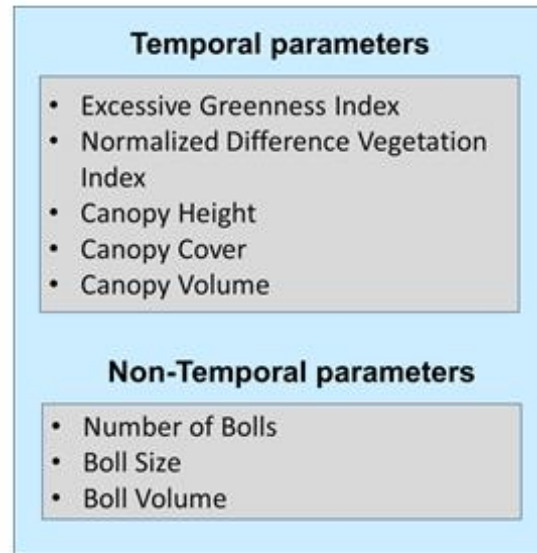 Temporal parameters
• Excessive Greenness Index
• Normalized Difference Vegetation
Index
• Canopy Height
• Canopy Cover
• Canopy Volume
Non-Temporal parameters
• Number of Bolls
• Boll Size
• Boll Volume